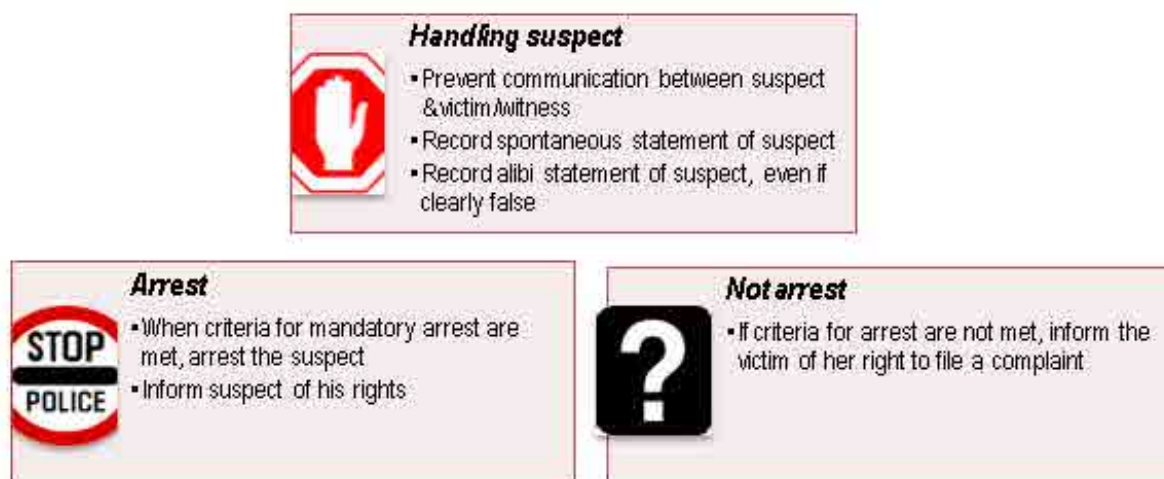 Handling suspect
▪Prevent communication between suspect
&victim/witness
▪Record spontaneous statement of suspect
▪Record alibi statement of suspect, even if
clearly false
Arrest
▪When criteria for mandatory arrest are
met, arrest the suspect
▪Inform suspect of his rights
STOP
POLICE
Not arrest
▪If criteria for arrest are not met, inform the
victim of her right to file a complaint
?